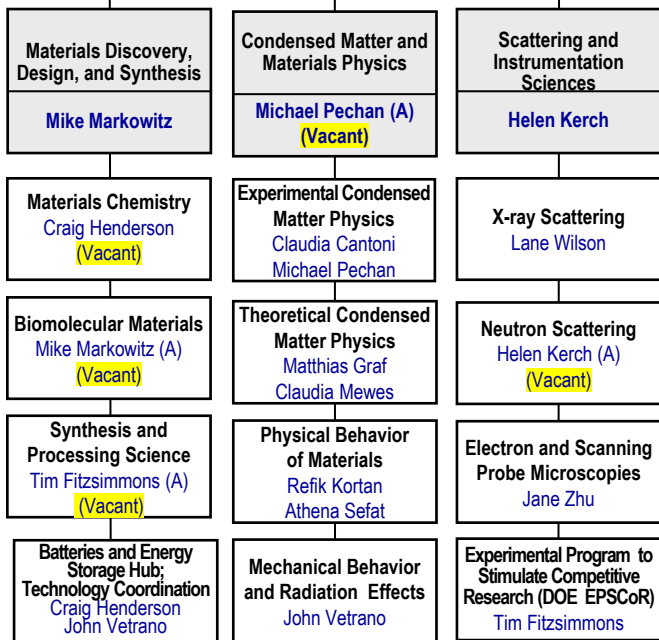 Materials Discovery,
Design, and Synthesis
Mike Markowitz
Materials Chemistry
Craig Henderson
(Vacant)
Biomolecular Materials
Mike Markowitz (A)
(Vacant)
Synthesis and
Processing Science
Tim Fitzsimmons (A)
(Vacant)
Batteries and Energy
Storage Hub;
Technology Coordination
Craig Henderson
John Vetrano
Condensed Matter and
Materials Physics
Michael Pechan (A)
(Vacant)
Experimental Condensed
Matter Physics
Claudia Cantoni
Michael Pechan
Theoretical Condensed
Matter Physics
Matthias Graf
Claudia Mewes
Physical Behavior
of Materials
Refik Kortan
Athena Sefat
Mechanical Behavior
and Radiation Effects
John Vetrano
Scattering and
Instrumentation
Sciences
Helen Kerch
X-ray Scattering
Lane Wilson
Neutron Scattering
Helen Kerch (A)
(Vacant)
Electron and Scanning
Probe Microscopies
Jane Zhu
Experimental Program to
Stimulate Competitive
Research (DOE EPSCoR)
Tim Fitzsimmons